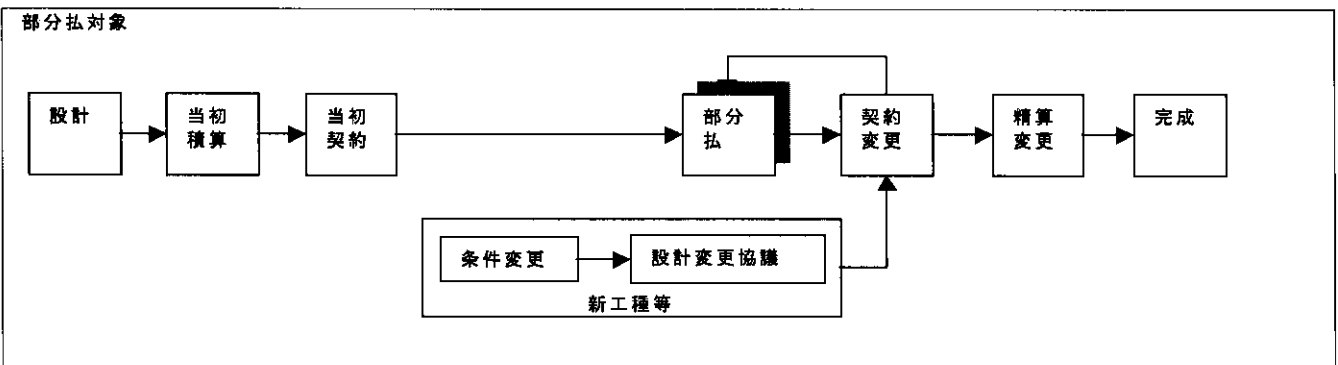 部分払対象
設計
当初
積算
当初
契約
部分
払
契約
変更
精算
変更
完成
条件変更
設計変更協議
新工種等